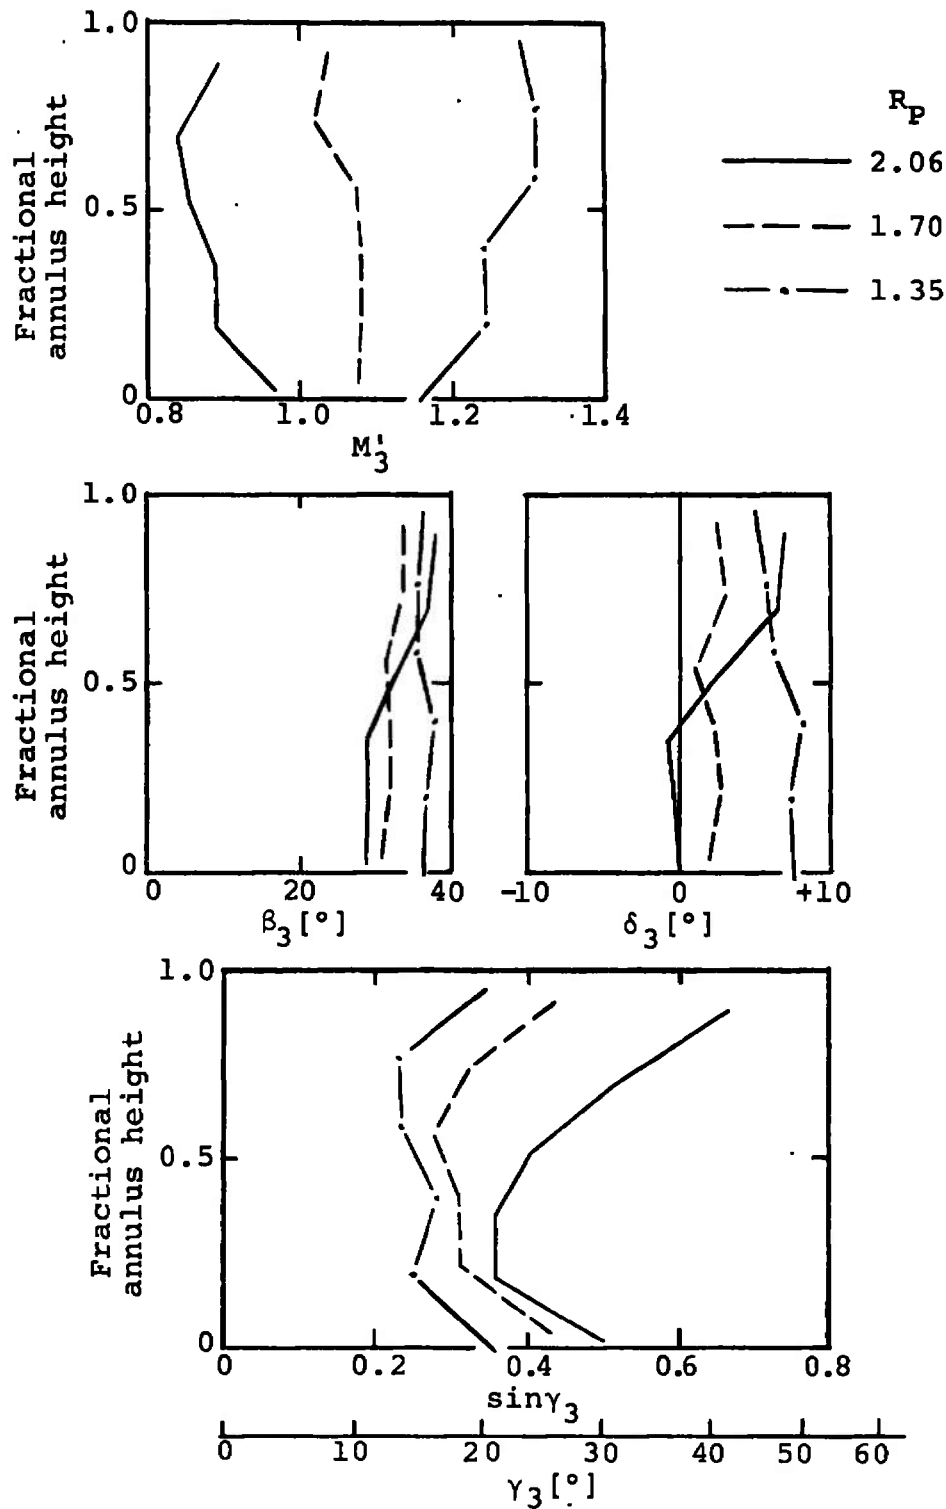 1.0
0.5
0
Fractional
annulus height
0.8 1.0 1.2 1.4
M₃'
R_P
2.06
1.70
1.35
1.0
0.5
0
Fractional
annulus height
0 20 40
β₃[°]
-10 0 +10
δ₃[°]
1.0
0.5
0
Fractional
annulus height
0 0.2 0.4 0.6 0.8
sinγ₃
0 10 20 30 40 50 60
γ₃[°]